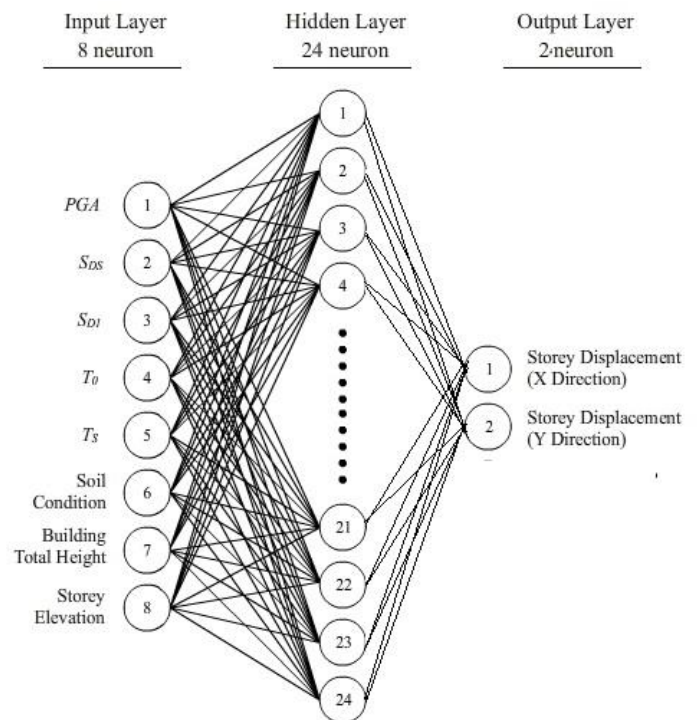 Input Layer
8 neuron
Hidden Layer
24 neuron
Output Layer
2-neuron
PGA
1
SDS
2
SD1
3
T0
4
TS
5
Soil
Condition
6
Building
Total Height
7
Storey
Elevation
8
1
2
3
4
21
22
23
24
1
Storey Displacement
(X Direction)
2
Storey Displacement
(Y Direction)